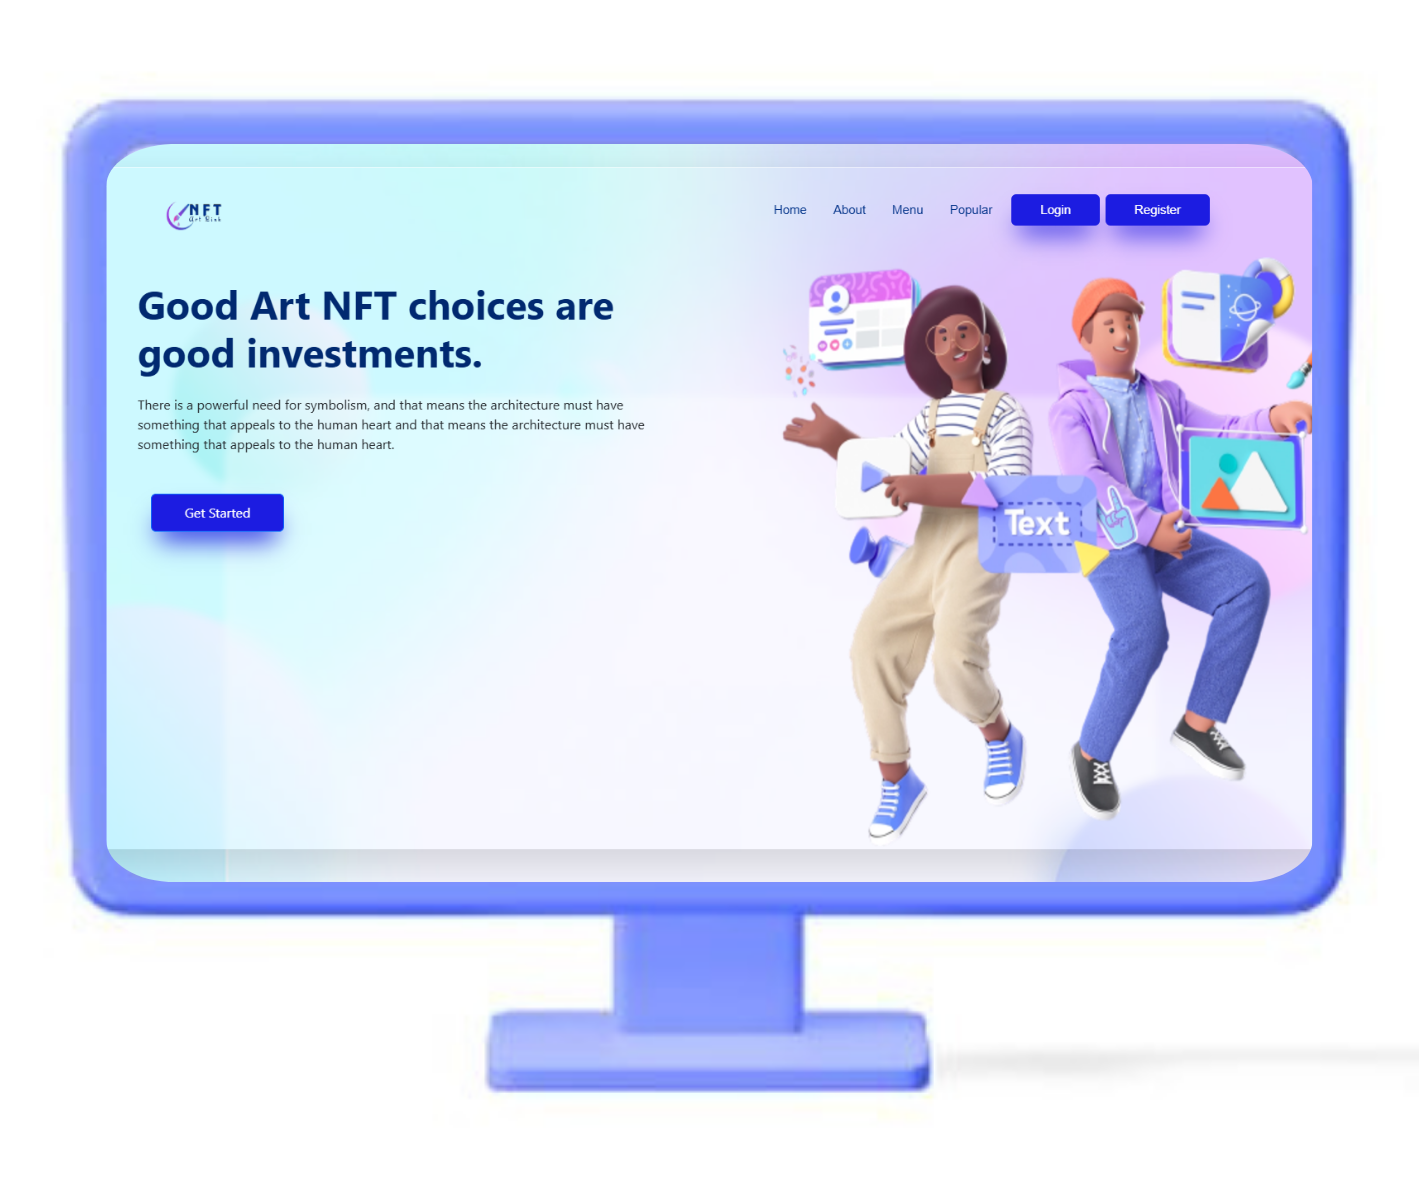 NFT
Home About Menu Popular Login Register
Good Art NFT choices are
good investments.
There is a powerful need for symbolism, and that means the architecture must have
something that appeals to the human heart and that means the architecture must have
something that appeals to the human heart.
Get Started
Text